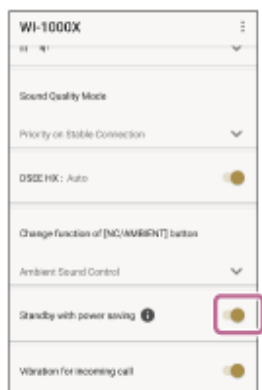 WI-1000X
Sound Quality Mode
Priority on Stable Connection
DSEE HX : Auto
Change function of [NC/AMBIENT] button
Ambient Sound Control
Standby with power saving
Vibration for incoming call